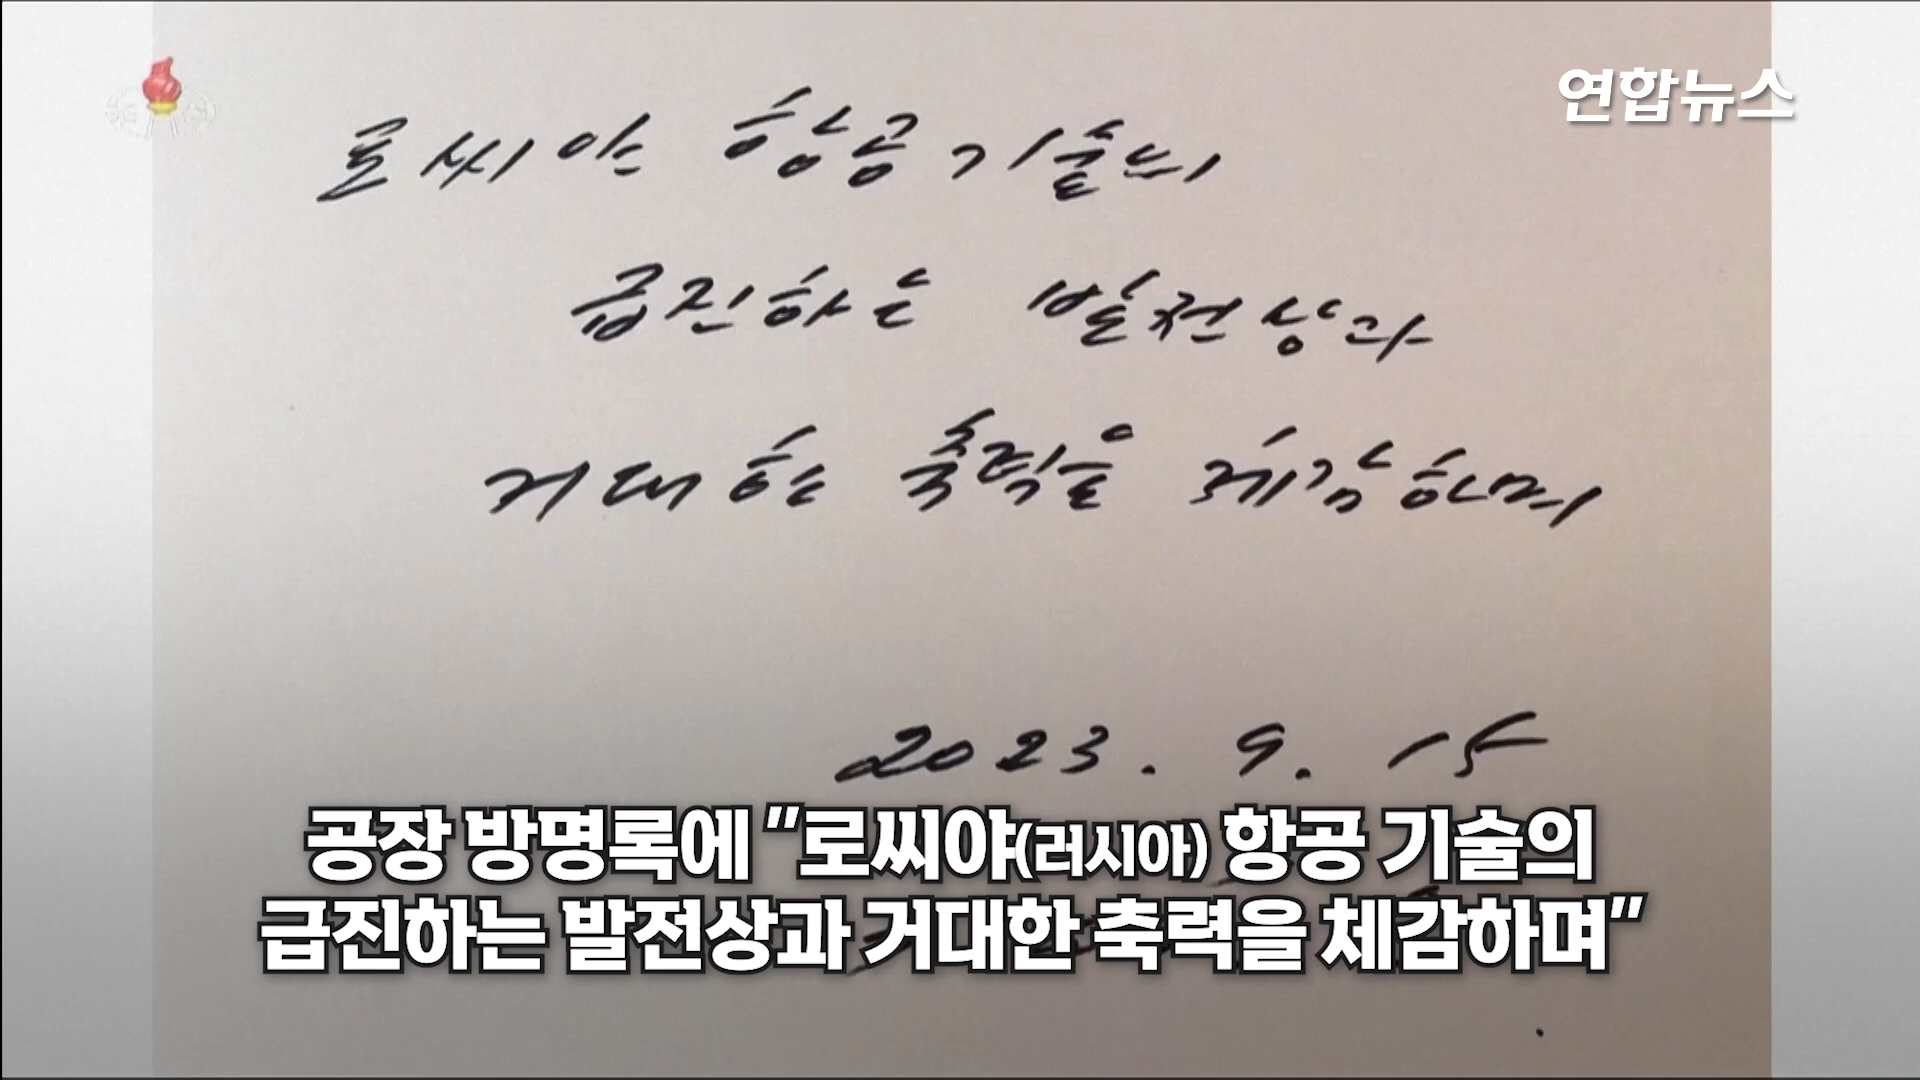 연합뉴스
로씨야 항공기술의
급진하는 발전상과
거대한 축력을 체감하며
2023. 9. 15
공장 방명록에 "로씨야(러시아) 항공 기술의
급진하는 발전상과 거대한 축력을 체감하며"